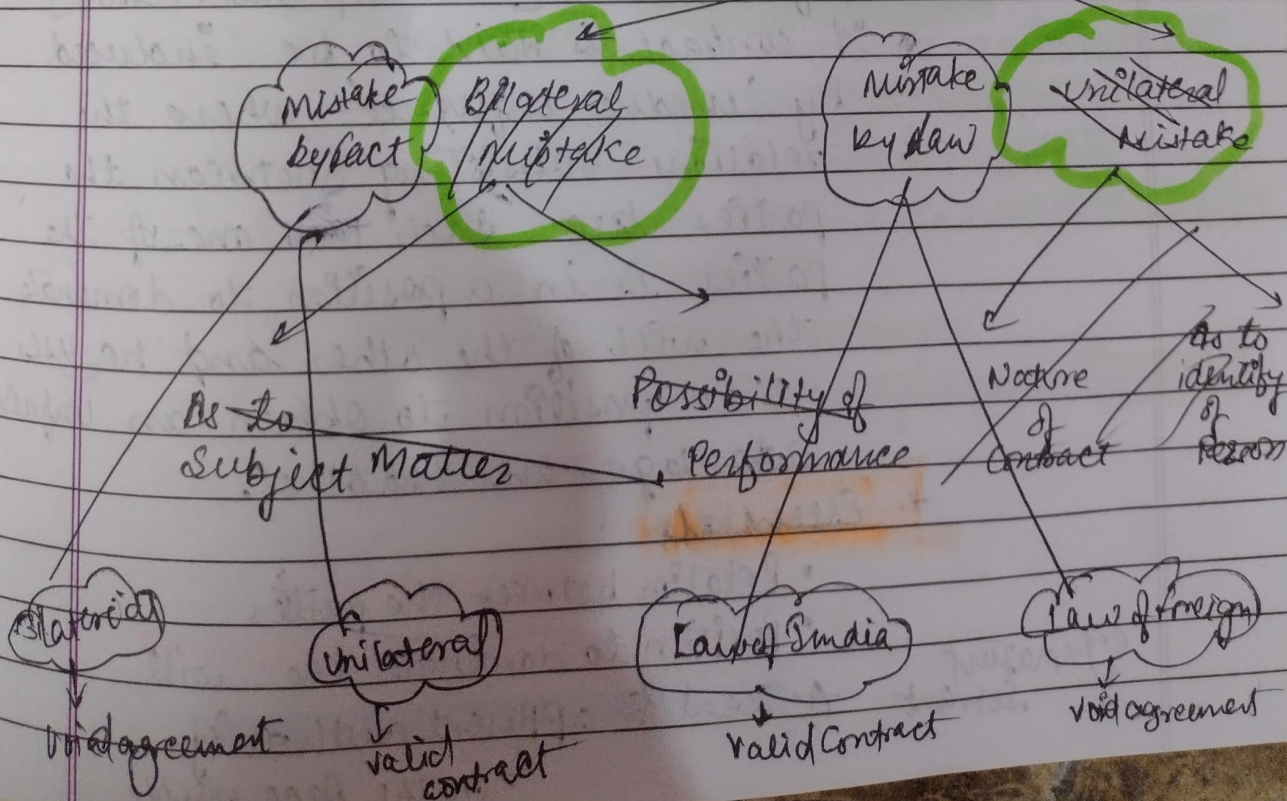 Mistake
by fact
Bilateral
Mistake
Mistake
by Law
Unilateral
Mistake
As to
Subject Matter
Possibility of
Performance
Nature
of
Contract
As to
identity
of
Person
Unilateral
Law of India
Law of foreign
void agreement
valid
contract
valid Contract
void agreement